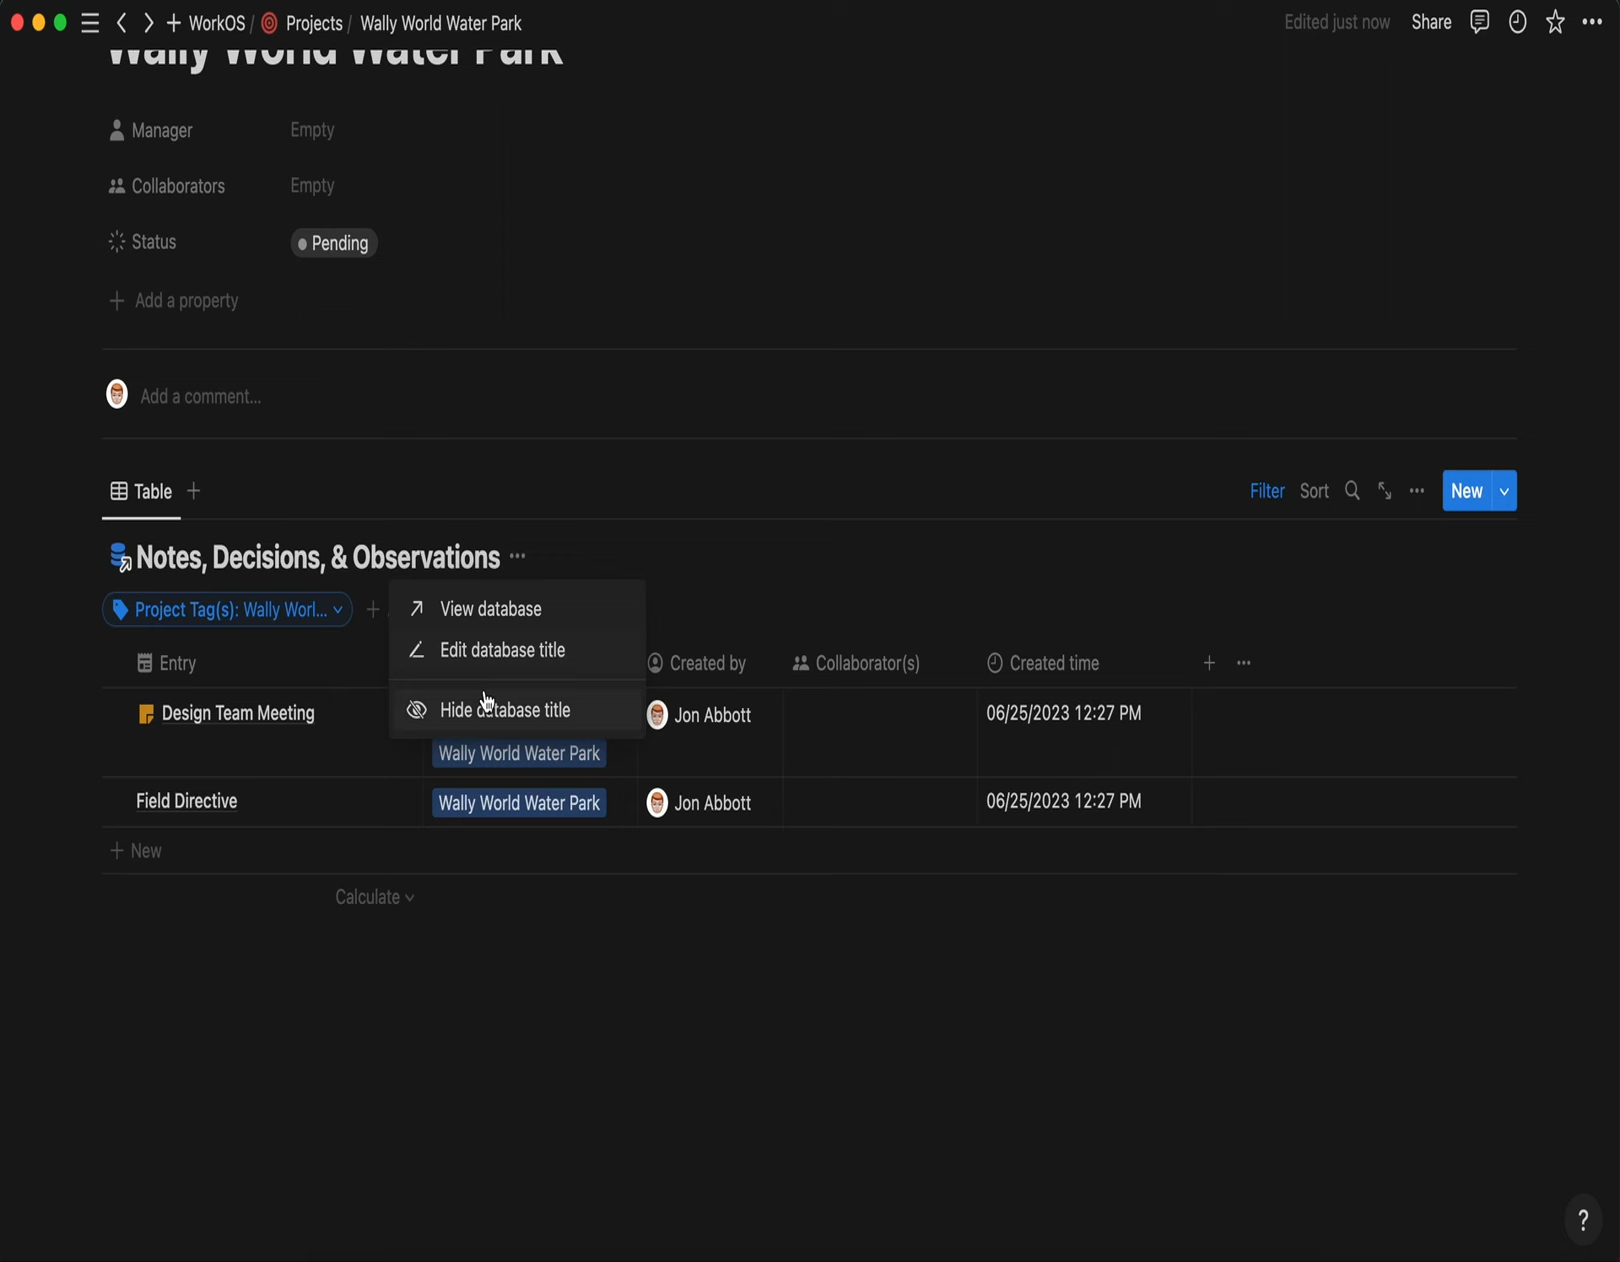 WorkOS / Projects / Wally World Water Park
Edited just now Share
Wally World Water Park
Manager Empty
Collaborators Empty
Status Pending
Add a property
Add a comment...
Table
Filter Sort New
Notes, Decisions, & Observations
Project Tag(s): Wally Worl...
View database
Edit database title
Hide database title
Entry Created by Collaborator(s) Created time
Design Team Meeting Jon Abbott 06/25/2023 12:27 PM
Wally World Water Park
Field Directive Wally World Water Park Jon Abbott 06/25/2023 12:27 PM
New
Calculate
?